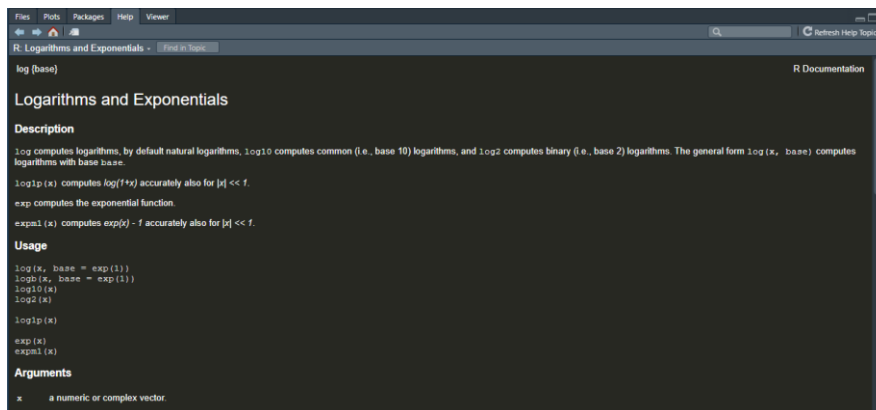 Files Plots Packages Help Viewer
Refresh Help Topic
R: Logarithms and Exponentials Find in Topic
log {base} R Documentation
Logarithms and Exponentials
Description
log computes logarithms, by default natural logarithms, log10 computes common (i.e., base 10) logarithms, and log2 computes binary (i.e., base 2) logarithms. The general form log(x, base) computes
logarithms with base base.
log1p(x) computes log(1+x) accurately also for |x| << 1.
exp computes the exponential function.
expm1(x) computes exp(x) - 1 accurately also for |x| << 1.
Usage
log(x, base = exp(1))
logb(x, base = exp(1))
log10(x)
log2(x)
log1p(x)
exp(x)
expm1(x)
Arguments
x a numeric or complex vector.